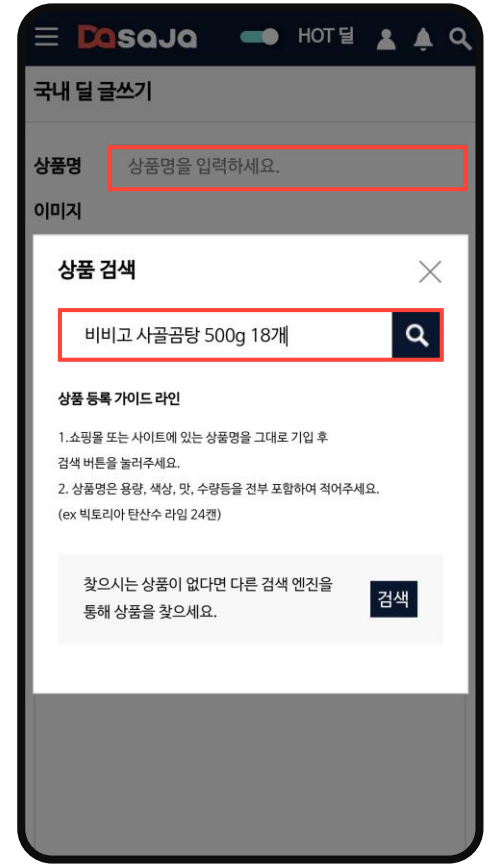 DasaJa HOT 딜
국내 딜 글쓰기
상품명 상품명을 입력하세요.
이미지
상품 검색
비비고 사골곰탕 500g 18개
상품 등록 가이드 라인
1.쇼핑몰 또는 사이트에 있는 상품명을 그대로 기입 후
검색 버튼을 눌러주세요.
2. 상품명은 용량, 색상, 맛, 수량등을 전부 포함하여 적어주세요.
(ex 빅토리아 탄산수 라임 24캔)
찾으시는 상품이 없다면 다른 검색 엔진을
통해 상품을 찾으세요.
검색